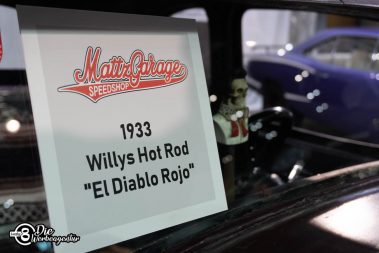 Mattz Garage
SPEEDSHOP
1933
Willys Hot Rod
"El Diablo Rojo"
Die
Werbeagentur